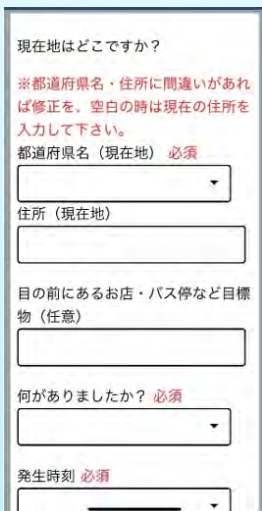 現在地はどこですか？
※都道府県名・住所に間違いがあれ
ば修正を、空白の時は現在の住所を
入力して下さい。
都道府県名（現在地） 必須
住所（現在地）
目の前にあるお店・バス停など目標
物（任意）
何がありましたか？ 必須
発生時刻 必須